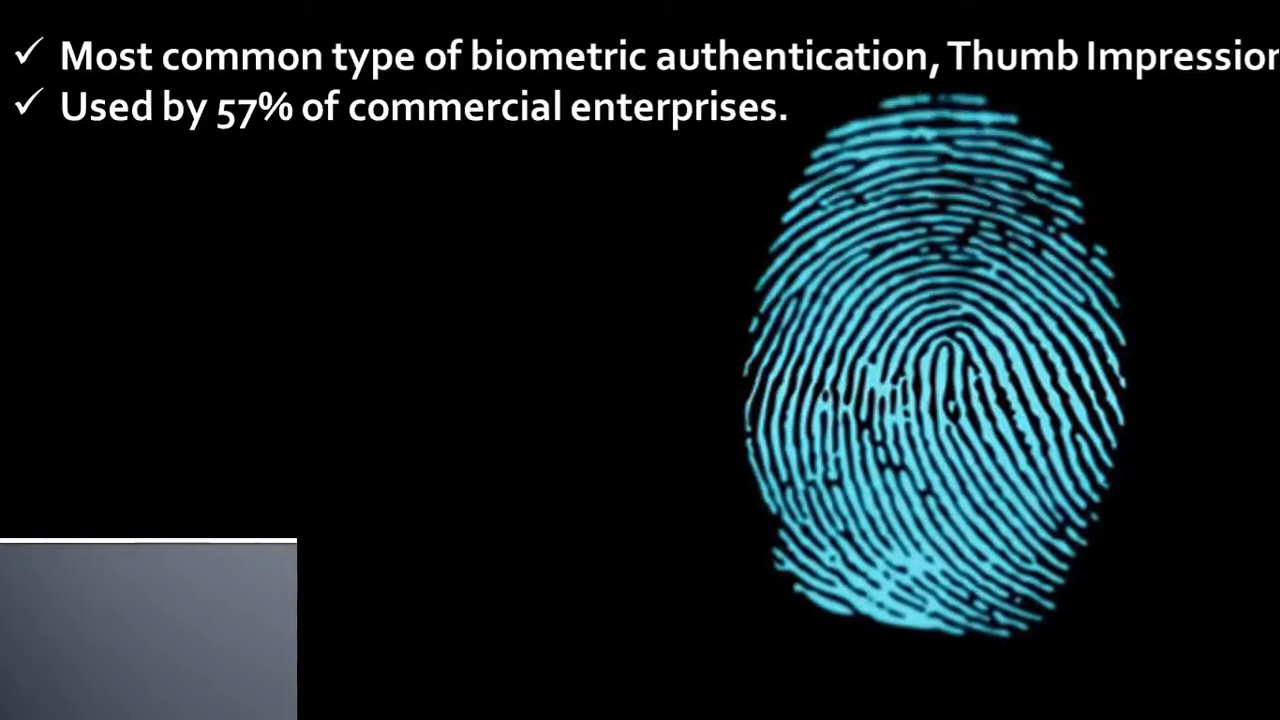 Most common type of biometric authentication, Thumb Impression
Used by 57% of commercial enterprises.